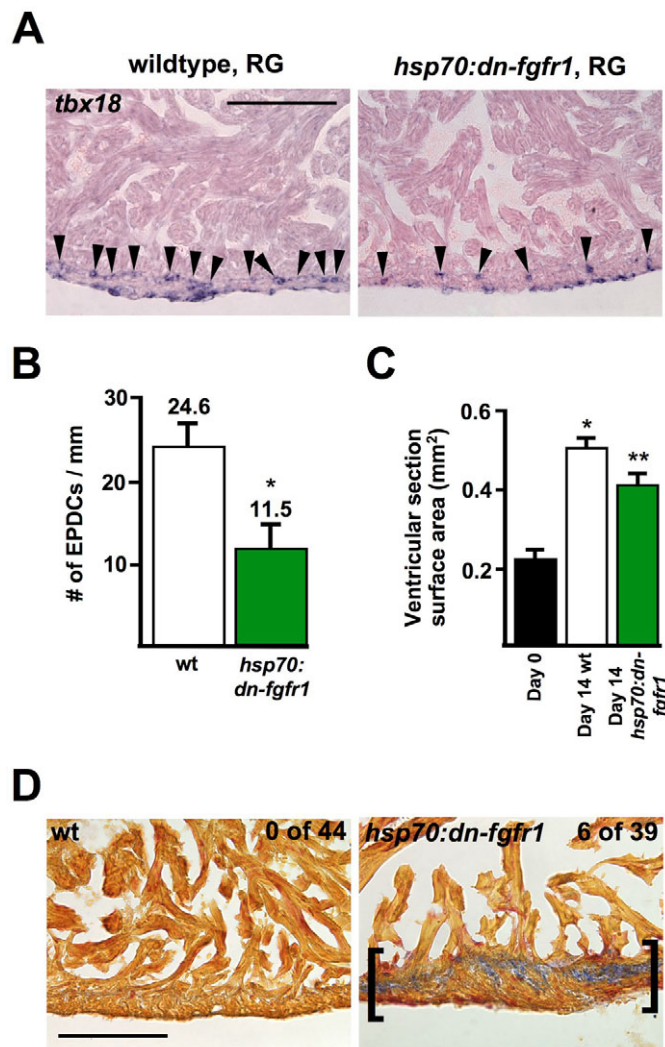 A
wildtype, RG
hsp70:dn-fgfr1, RG
tbx18
B
# of EPDCs / mm
30
20
10
24.6
*
11.5
wt
hsp70:
dn-fgfr1
C
Ventricular section
surface area (mm2)
0.6
0.4
0.2
*
**
Day 0
Day 14 wt
Day 14
hsp70:dn-
fgfr1
D
wt
0 of 44
hsp70:dn-fgfr1
6 of 39